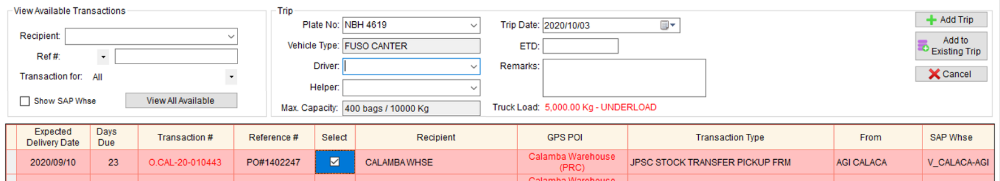 View Available Transactions
Recipient:
Ref #:
Transaction for: All
Show SAP Whse
View All Available
Trip
Plate No: NBH 4619
Vehicle Type: FUSO CANTER
Driver:
Helper:
Max. Capacity: 400 bags / 10000 Kg
Trip Date: 2020/10/03
ETD:
Remarks:
Truck Load: 5,000.00 Kg - UNDERLOAD
Add Trip
Add to
Existing Trip
Cancel
Expected
Delivery Date
Days
Due
Transaction #
Reference #
Select
Recipient
GPS POI
Transaction Type
From
SAP Whse
2020/09/10
23
O.CAL-20-010443
PO#1402247
CALAMBA WHSE
Calamba Warehouse
(PRC)
JPSC STOCK TRANSFER PICKUP FRM
AGI CALACA
V_CALACA-AGI
Calamba Warehouse